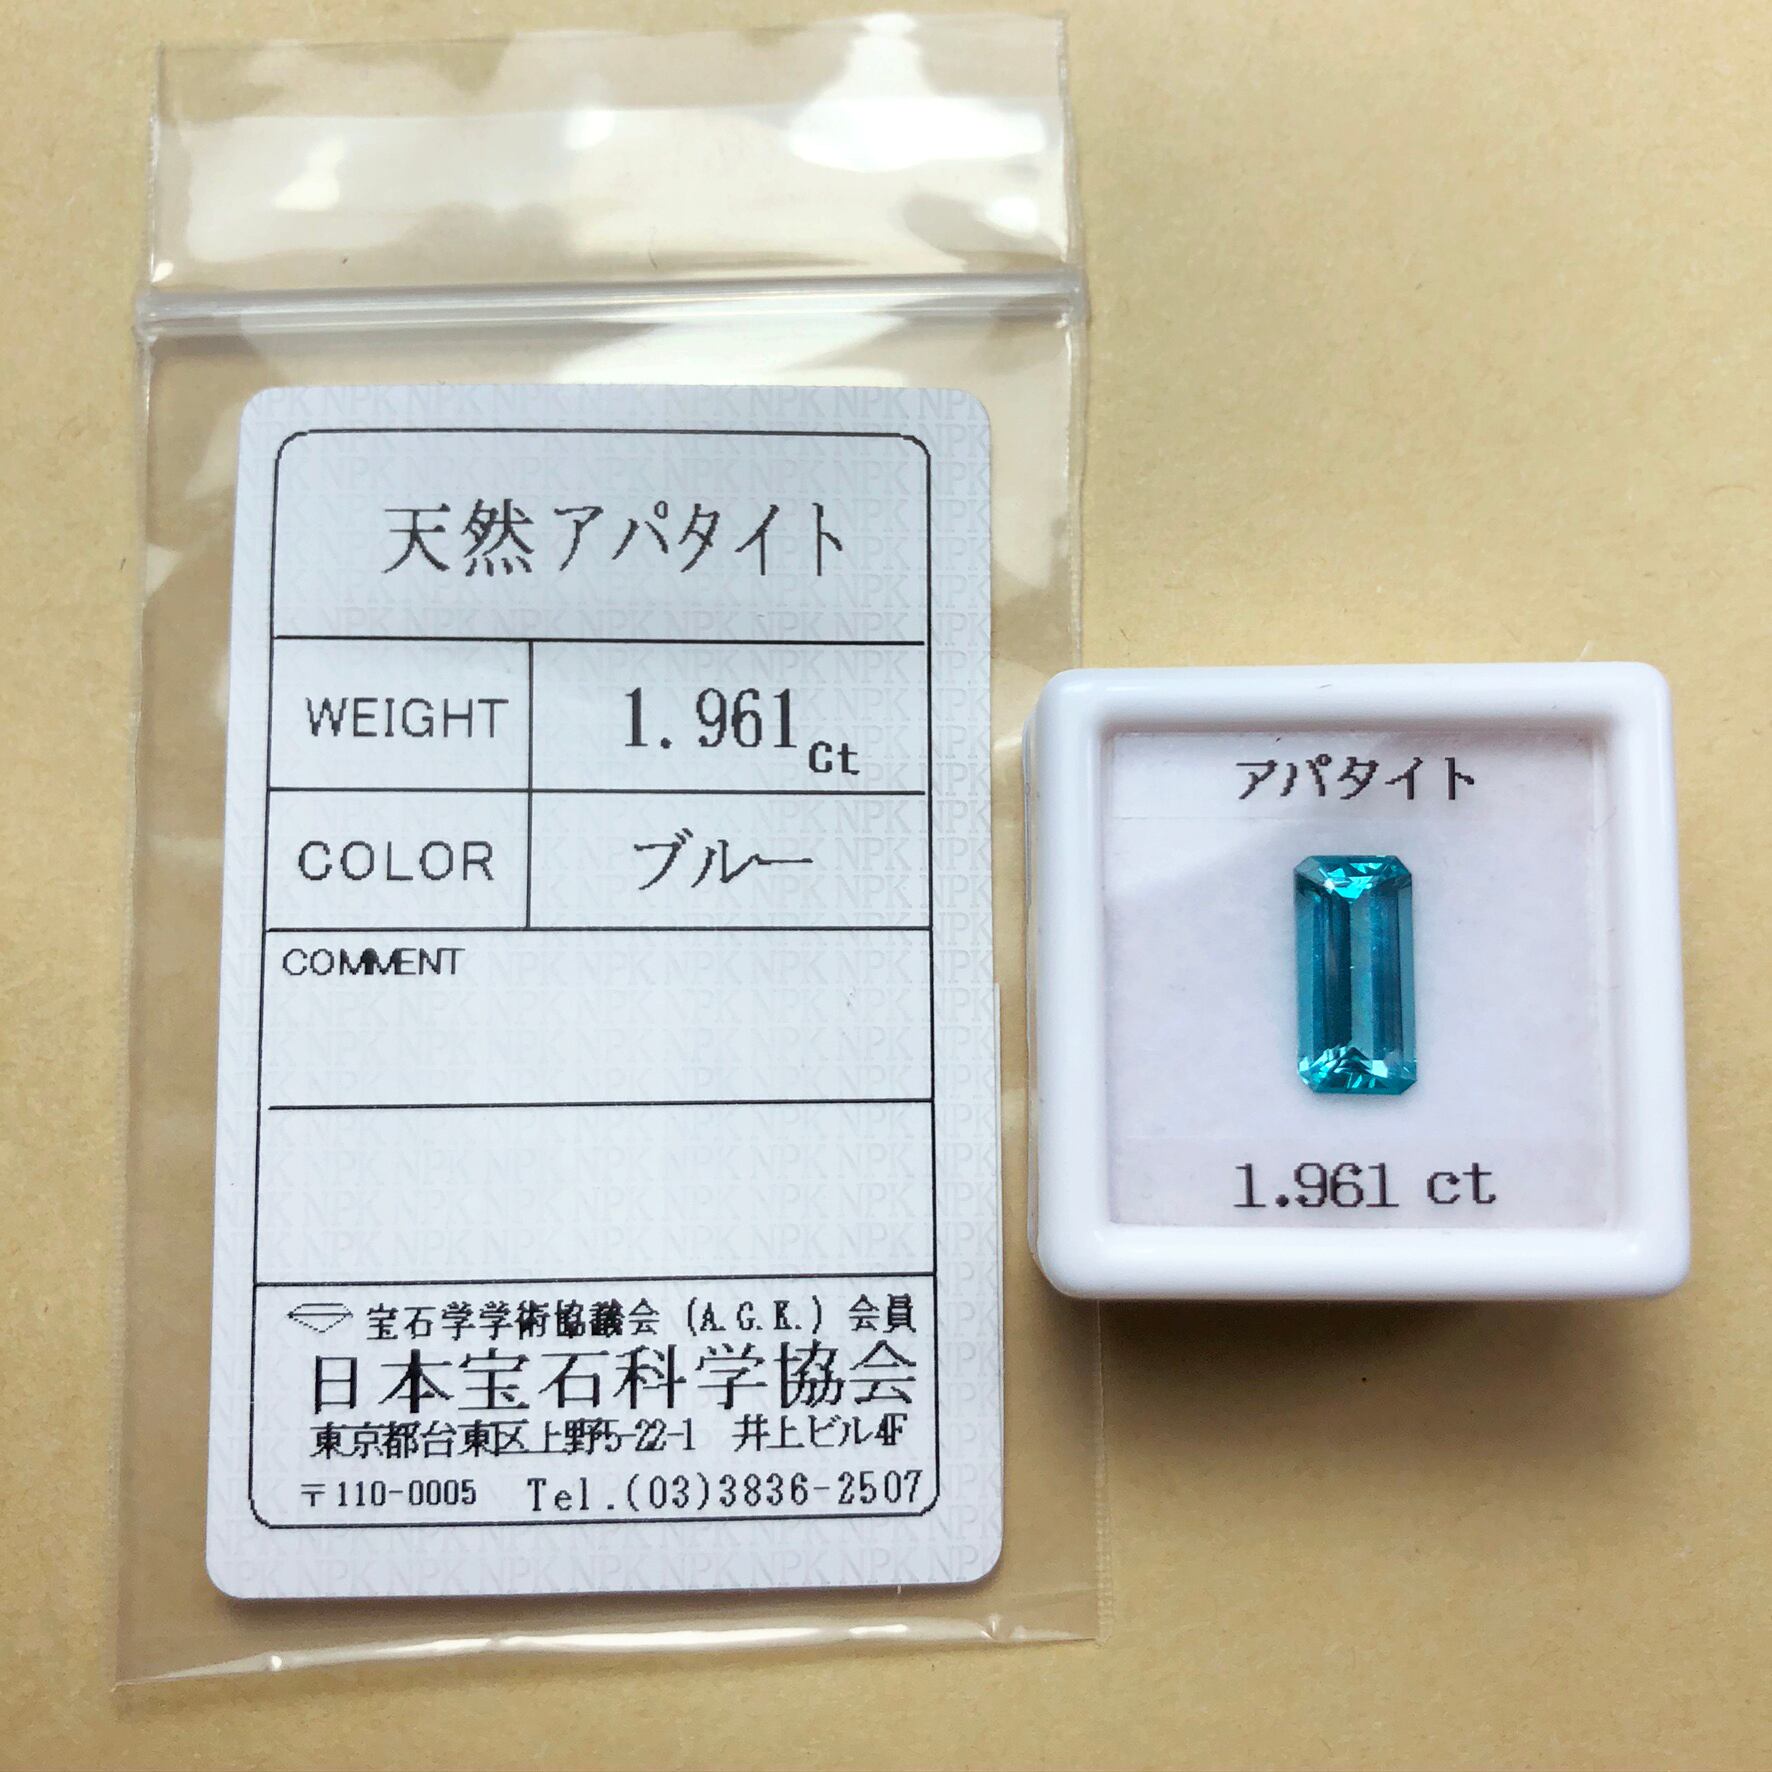 天然アパタイト
WEIGHT 1.961ct
COLOR ブルー
COMMENT
宝石学学術協議会 (A.G.K.) 会員
日本宝石科学協会
東京都台東区上野5-22-1 井上ビル4F
〒110-0005 Tel.(03)3836-2507
アパタイト
1.961 ct